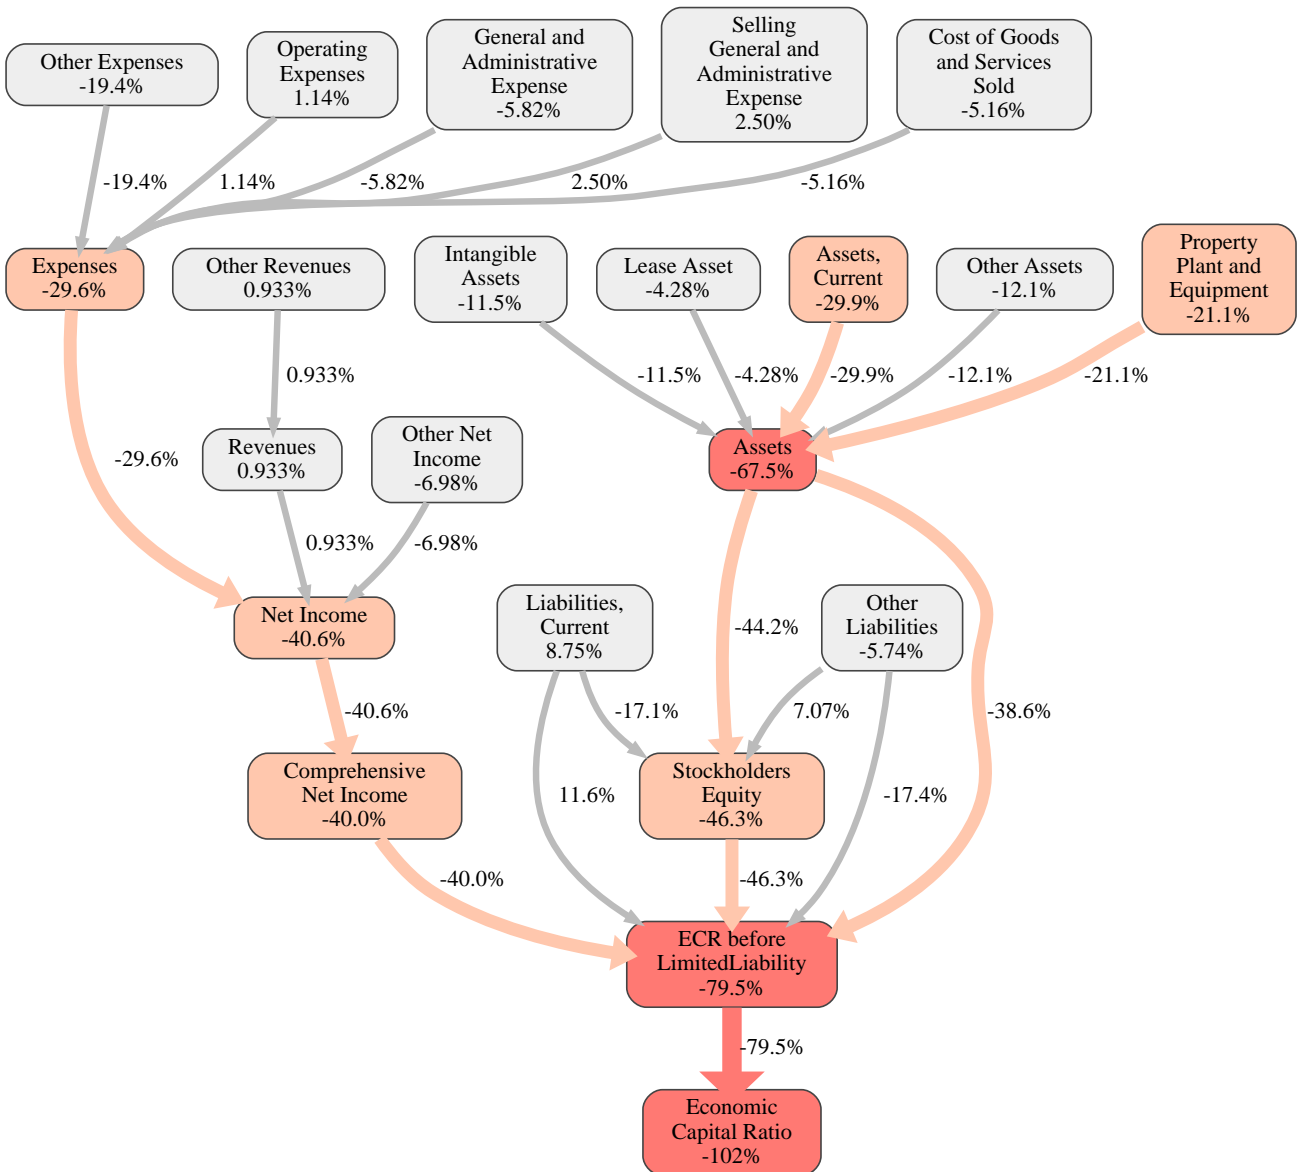 Other Expenses
-19.4%
Operating
Expenses
1.14%
General and
Administrative
Expense
-5.82%
Selling
General and
Administrative
Expense
2.50%
Cost of Goods
and Services
Sold
-5.16%
-19.4%
1.14%
-5.82%
2.50%
-5.16%
Expenses
-29.6%
Other Revenues
0.933%
Intangible
Assets
-11.5%
Lease Asset
-4.28%
Assets,
Current
-29.9%
Other Assets
-12.1%
Property
Plant and
Equipment
-21.1%
0.933%
-11.5%
-4.28%
-29.9%
-12.1%
-21.1%
-29.6%
Revenues
0.933%
Other Net
Income
-6.98%
Assets
-67.5%
0.933%
-6.98%
Net Income
-40.6%
Liabilities,
Current
8.75%
-44.2%
Other
Liabilities
-5.74%
-40.6%
-17.1%
7.07%
-38.6%
Comprehensive
Net Income
-40.0%
11.6%
Stockholders
Equity
-46.3%
-17.4%
-40.0%
-46.3%
ECR before
LimitedLiability
-79.5%
-79.5%
Economic
Capital Ratio
-102%